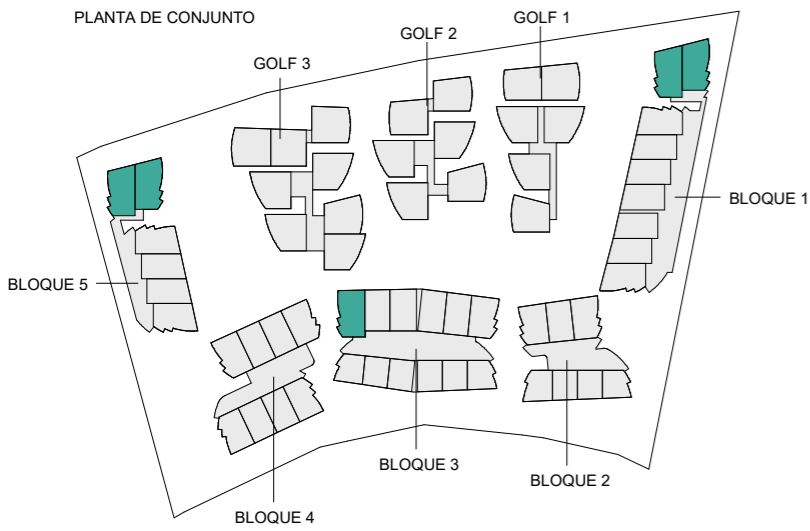 PLANTA DE CONJUNTO
GOLF 1
GOLF 2
GOLF 3
BLOQUE 1
BLOQUE 5
BLOQUE 3
BLOQUE 2
BLOQUE 4